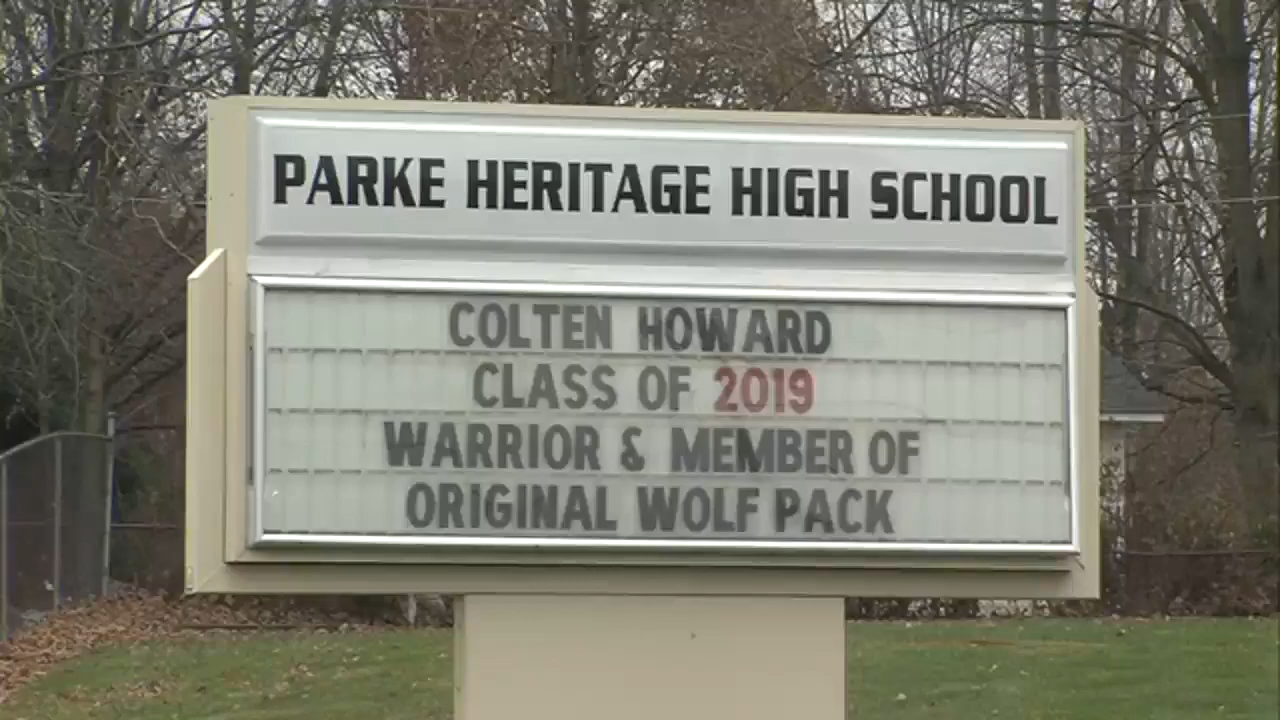 PARKE HERITAGE HIGH SCHOOL
COLTEN HOWARD
CLASS OF 2019
WARRIOR & MEMBER OF
ORIGINAL WOLF PACK